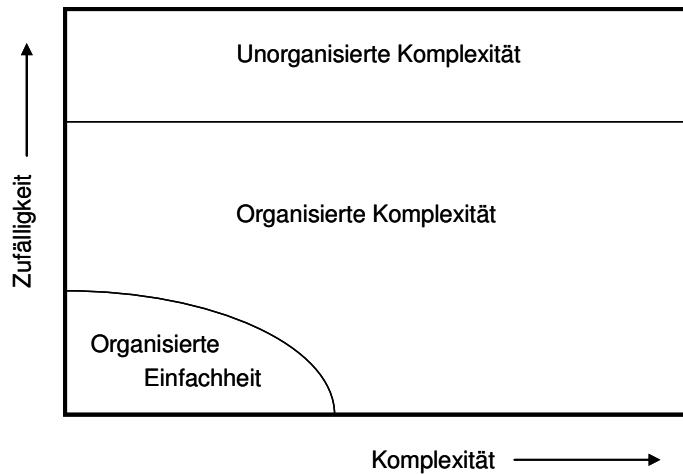 Unorganisierte Komplexität
Zufälligkeit
Organisierte Komplexität
Organisierte
Einfachheit
Komplexität